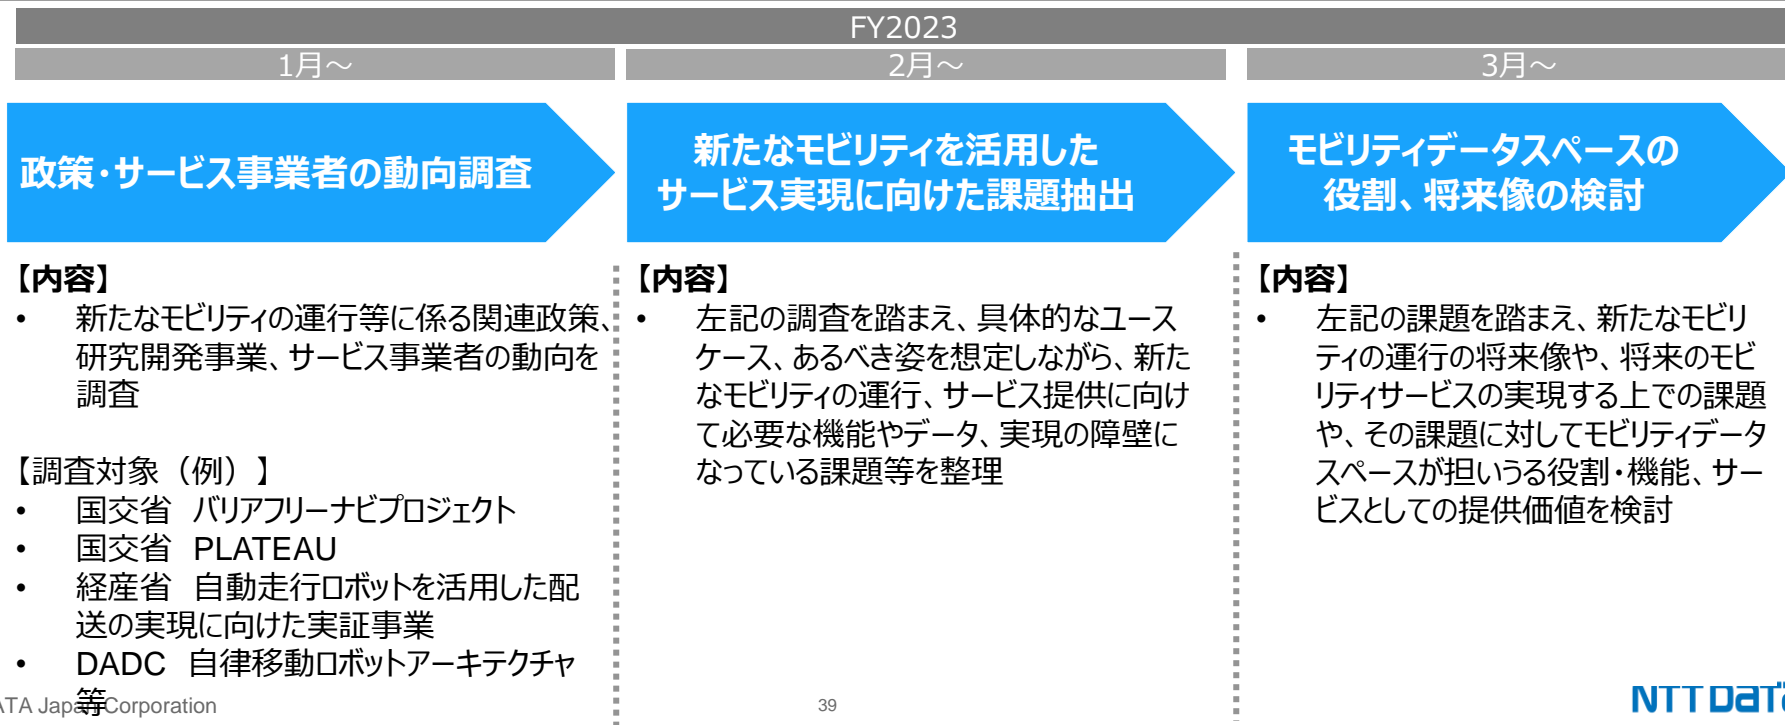 FY2023
1月～
2月～
3月～
政策・サービス事業者の動向調査
新たなモビリティを活用した
サービス実現に向けた課題抽出
モビリティデータスペースの
役割、将来像の検討
【内容】
• 新たなモビリティの運行等に係る関連政策、
研究開発事業、サービス事業者の動向を
調査
【調査対象（例）】
• 国交省　バリアフリーナビプロジェクト
• 国交省　PLATEAU
• 経産省　自動走行ロボットを活用した配
送の実現に向けた実証事業
• DADC　自律移動ロボットアーキテクチャ
等
【内容】
• 左記の調査を踏まえ、具体的なユース
ケース、あるべき姿を想定しながら、新た
なモビリティの運行、サービス提供に向け
て必要な機能やデータ、実現の障壁に
なっている課題等を整理
【内容】
• 左記の課題を踏まえ、新たなモビリ
ティの運行の将来像や、将来のモビ
リティサービスの実現する上での課題
や、その課題に対してモビリティデータ
スペースが担いうる役割・機能、サー
ビスとしての提供価値を検討
ATA Japan Corporation
39
NTT DATA